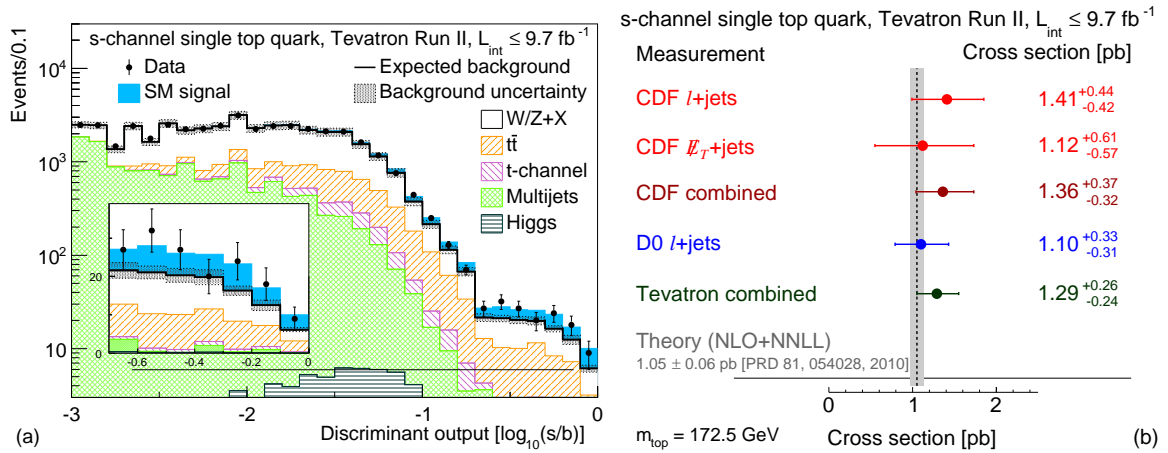 s-channel single top quark, Tevatron Run II, L_int ≤ 9.7 fb⁻¹
Events/0.1
Data
Expected background
SM signal
Background uncertainty
W/Z+X
tt̄
t-channel
Multijets
Higgs
10⁴
10³
10²
10
20
0
-0.6
-0.4
-0.2
0
-3
-2
-1
0
Discriminant output [log₁₀(s/b)]
(a)
s-channel single top quark, Tevatron Run II, L_int ≤ 9.7 fb⁻¹
Measurement
Cross section [pb]
CDF l+jets
1.41 +0.44 -0.42
CDF E̸_T+jets
1.12 +0.61 -0.57
CDF combined
1.36 +0.37 -0.32
D0 l+jets
1.10 +0.33 -0.31
Tevatron combined
1.29 +0.26 -0.24
Theory (NLO+NNLL)
1.05 ± 0.06 pb [PRD 81, 054028, 2010]
0
1
2
m_top = 172.5 GeV
Cross section [pb]
(b)